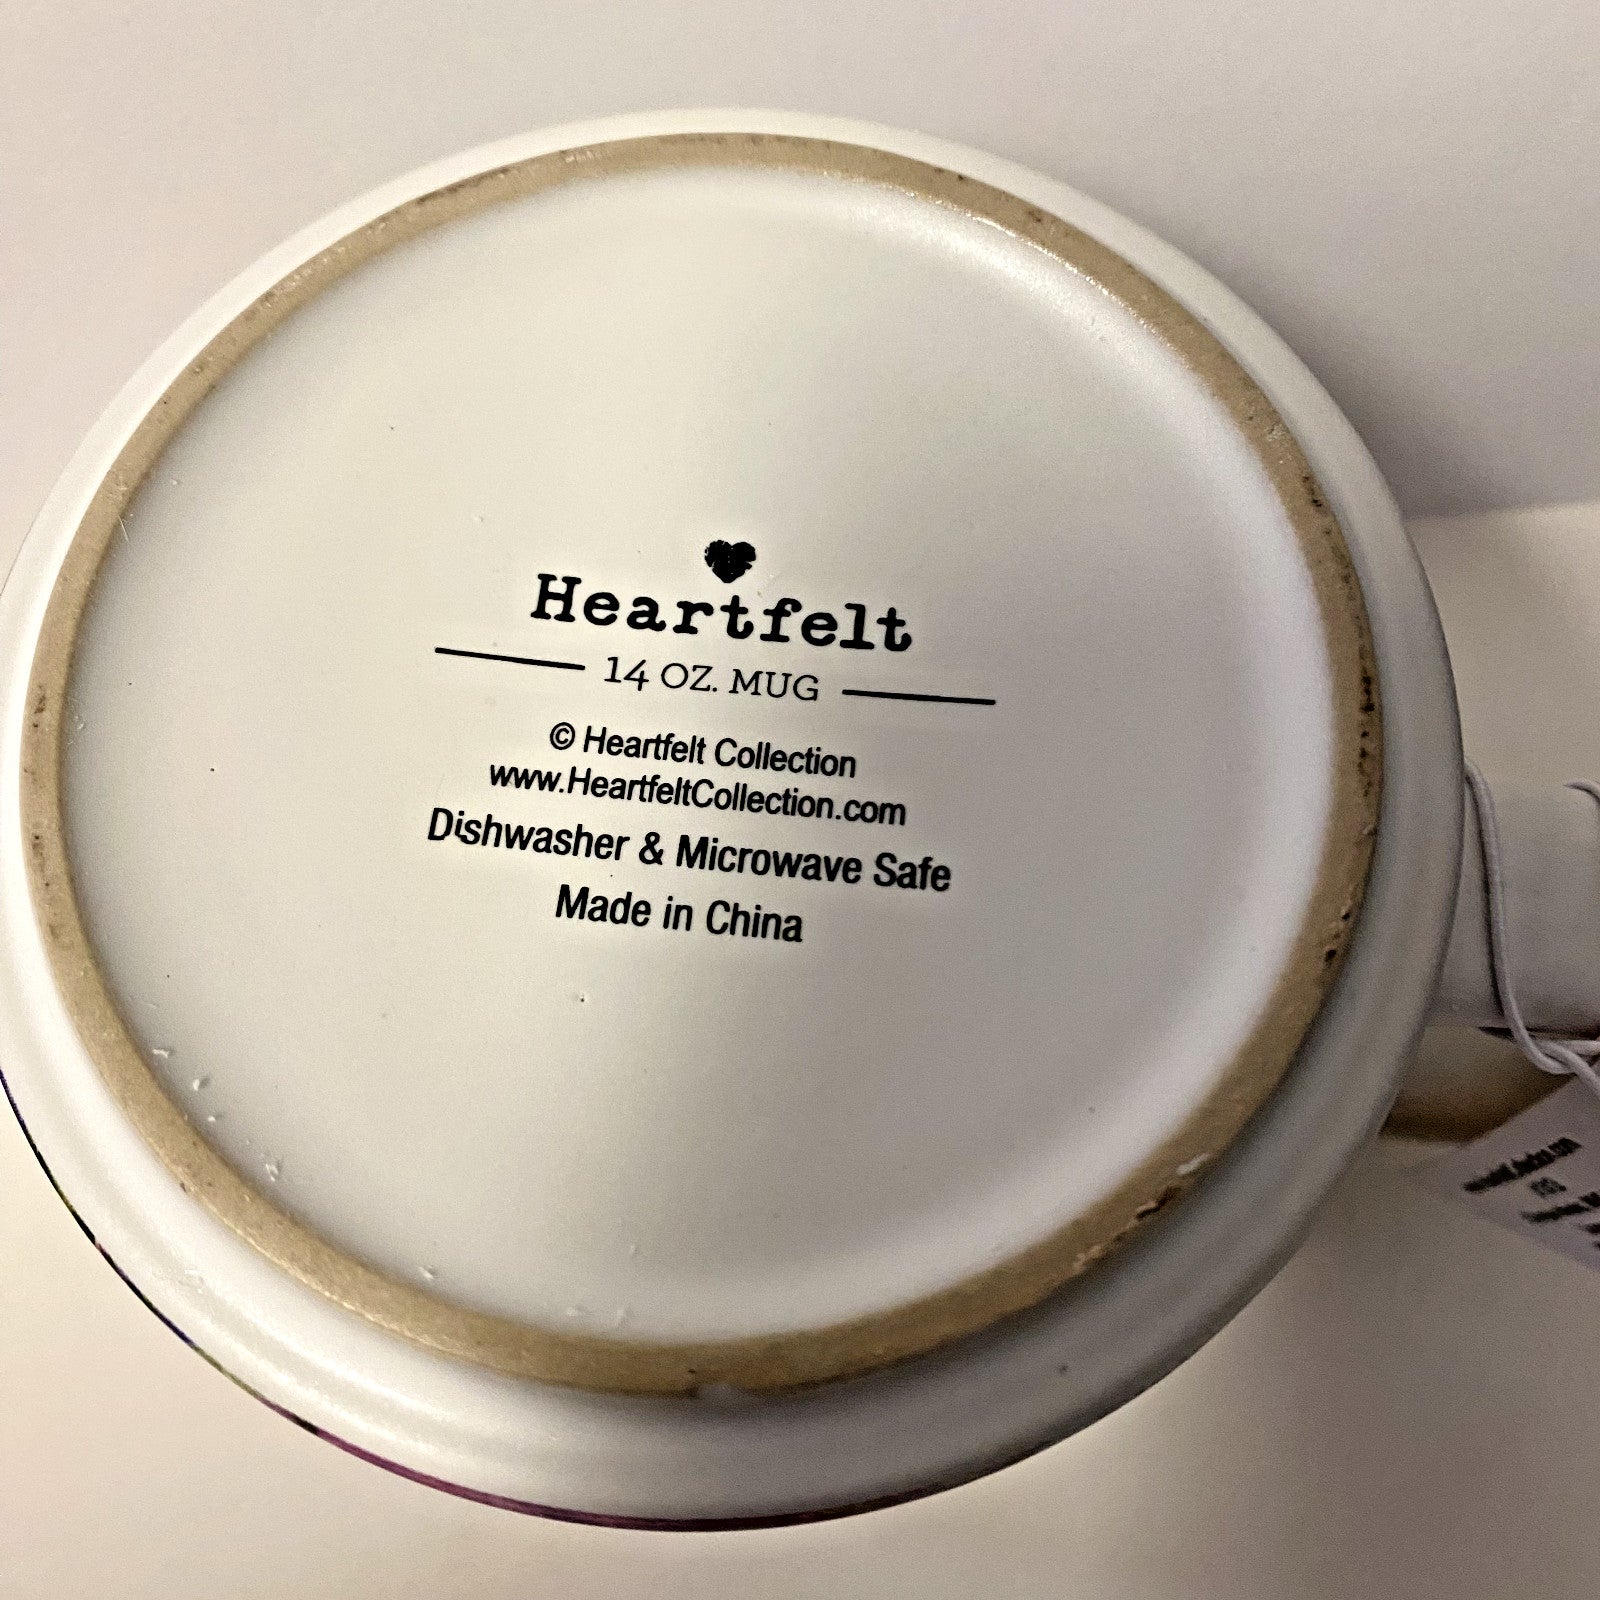 Heartfelt
14 OZ. MUG
© Heartfelt Collection
www.HeartfeltCollection.com
Dishwasher & Microwave Safe
Made in China